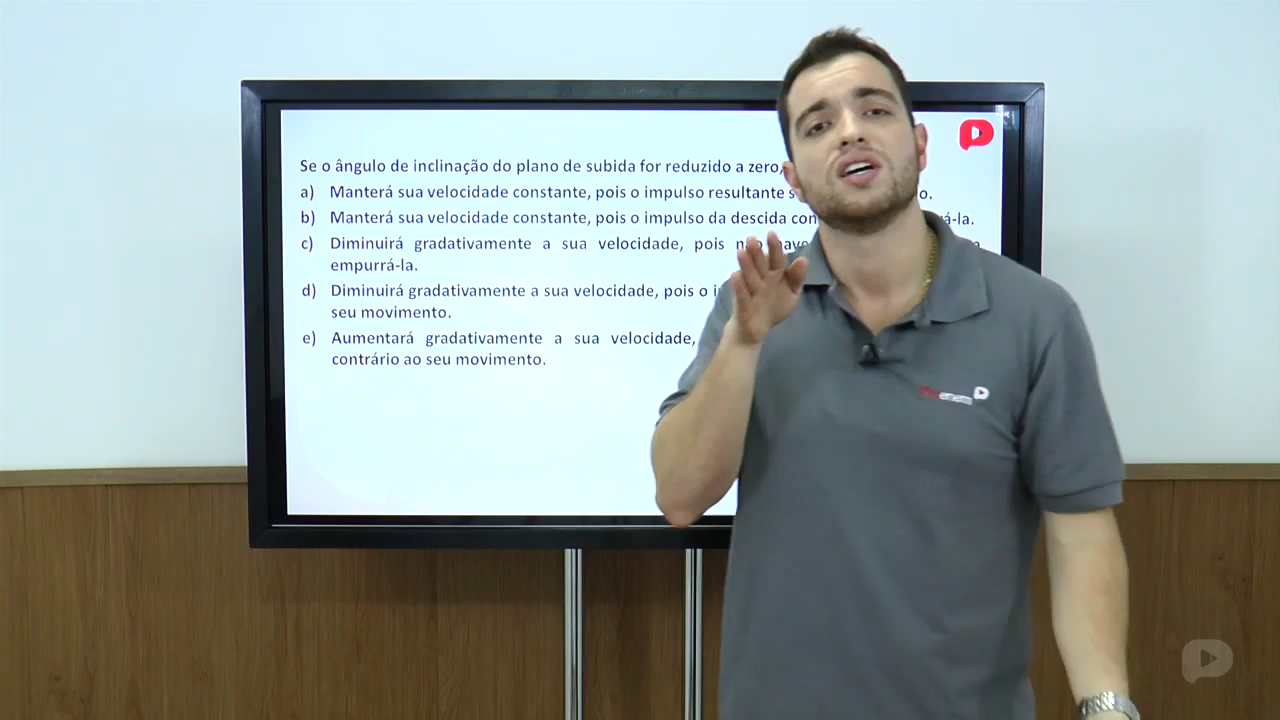 Se o ângulo de inclinação do plano de subida for reduzido a zero,
a) Manterá sua velocidade constante, pois o impulso resultante
b) Manterá sua velocidade constante, pois o impulso da descida
c) Diminuirá gradativamente a sua velocidade, pois não
empurrá-la.
d) Diminuirá gradativamente a sua velocidade, pois o
seu movimento.
e) Aumentará gradativamente a sua velocidade,
contrário ao seu movimento.